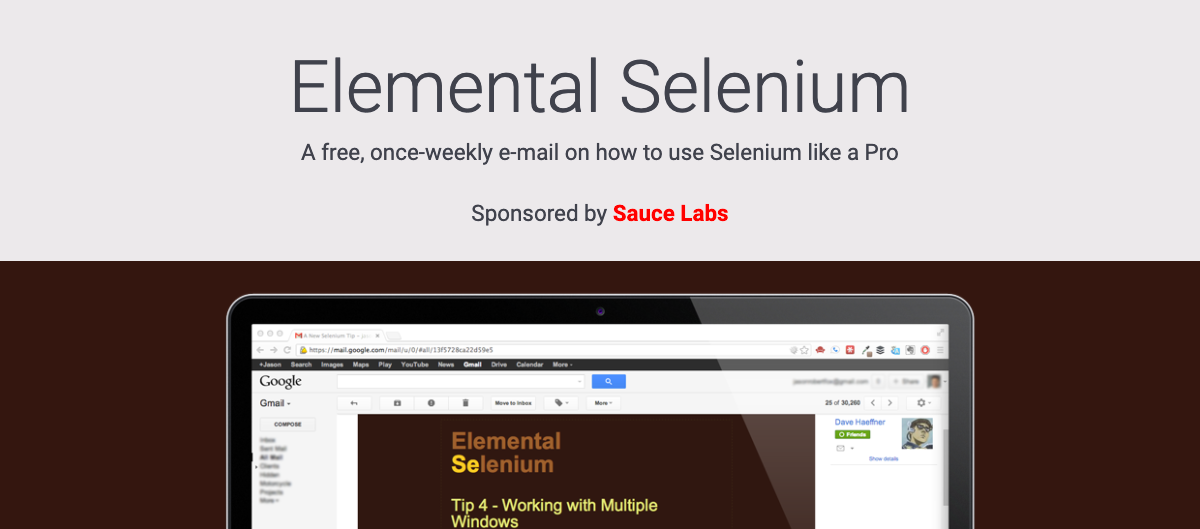 Elemental Selenium
A free, once-weekly e-mail on how to use Selenium like a Pro
Sponsored by Sauce Labs
A New Selenium Tip -
https://mail.google.com/mail/u/0/#all/13f5728ca22d59e5
+Jason Search Images Maps Play YouTube News Gmail Drive Calendar More
Google
Share
Gmail
Move to Inbox
More
25 of 30,260
COMPOSE
Inbox
Sent Mail
All Mail
Clients
Hidden
Motorcycle
Projects
More
Elemental
Selenium
Tip 4 - Working with Multiple
Windows
Dave Haeffner
Friends
Show details